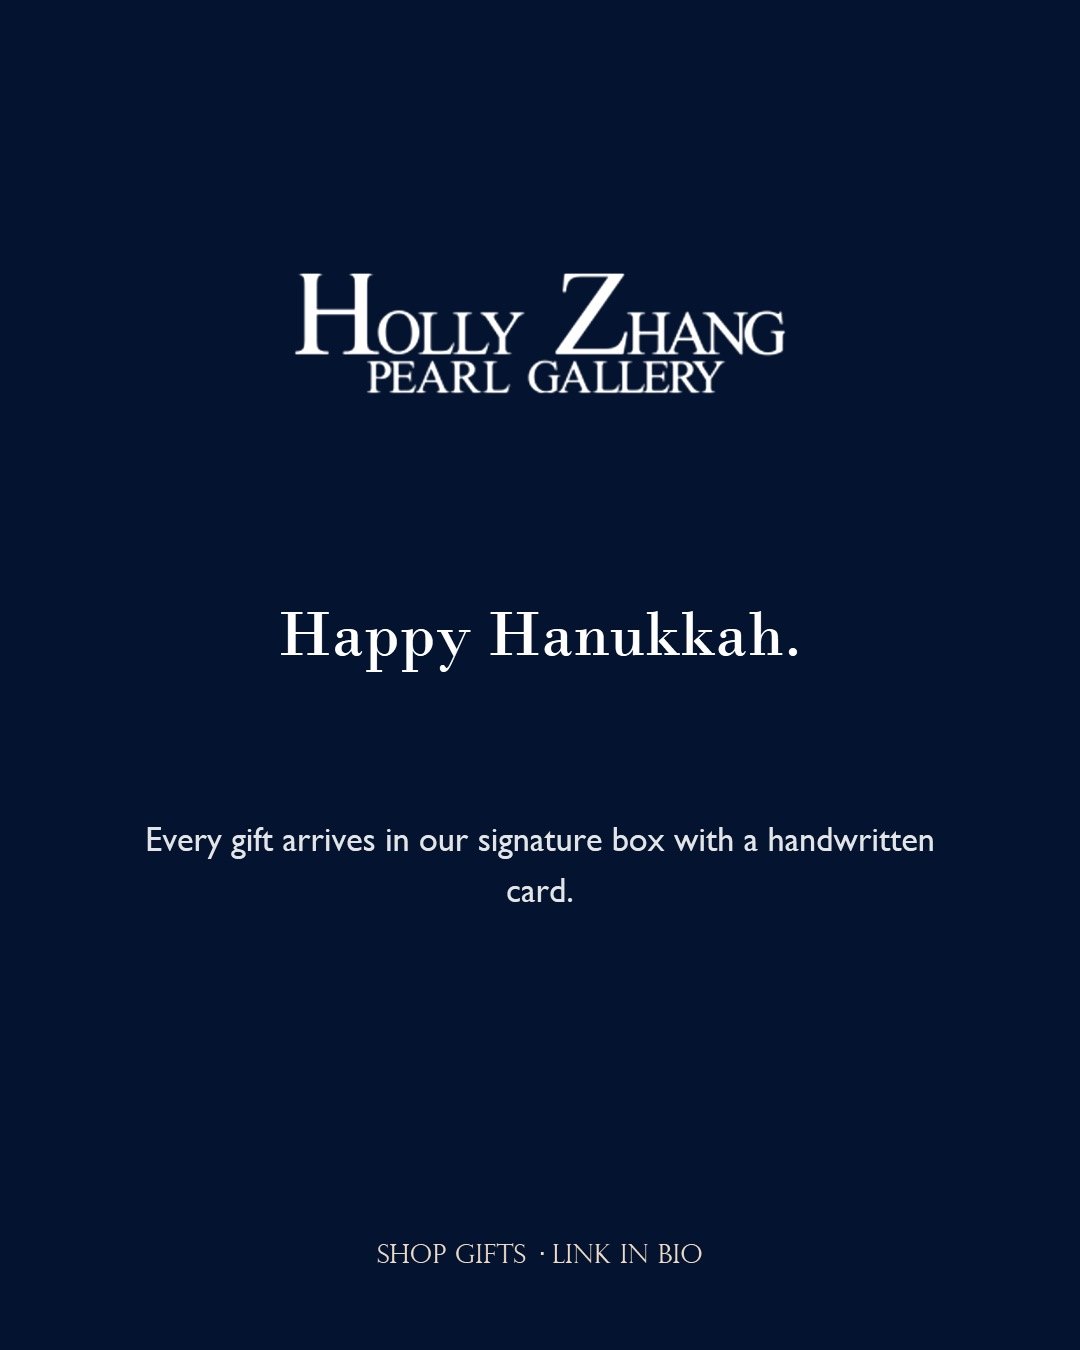 HOLLY ZHANG
PEARL GALLERY
Happy Hanukkah.
Every gift arrives in our signature box with a handwritten
card.
SHOP GIFTS · LINK IN BIO